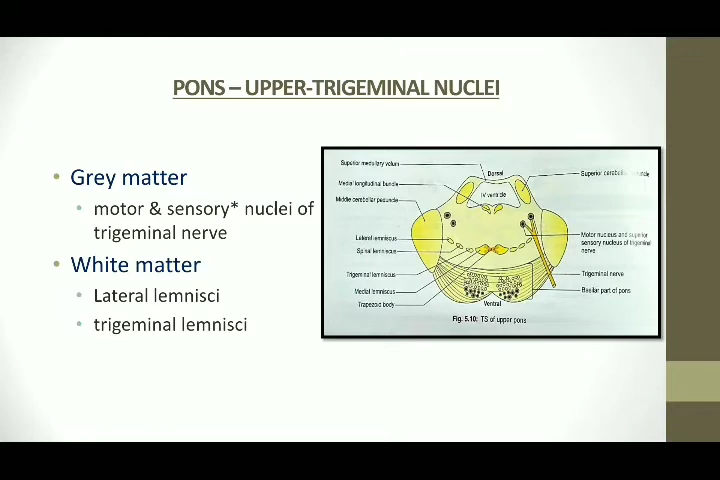 PONS – UPPER-TRIGEMINAL NUCLEI
Grey matter
motor & sensory* nuclei of
trigeminal nerve
White matter
Lateral lemnisci
trigeminal lemnisci
Superior medullary velum
Medial longitudinal bundle
Middle cerebellar peduncle
Lateral lemniscus
Spinal lemniscus
Trigeminal lemniscus
Medial lemniscus
Trapezoid body
Dorsal
IV ventricle
Ventral
Superior cerebellar peduncle
Motor nucleus and superior
sensory nucleus of trigeminal
nerve
Trigeminal nerve
Basilar part of pons
Fig. 5.10: TS of upper pons